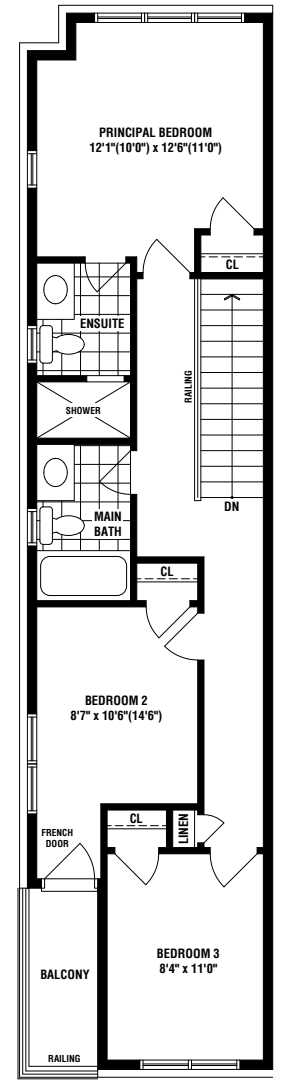 PRINCIPAL BEDROOM
12'1"(10'0") x 12'6"(11'0")
CL
ENSUITE
SHOWER
RAILING
DN
MAIN
BATH
CL
BEDROOM 2
8'7" x 10'6"(14'6")
FRENCH
DOOR
CL
LINEN
BEDROOM 3
8'4" x 11'0"
BALCONY
RAILING